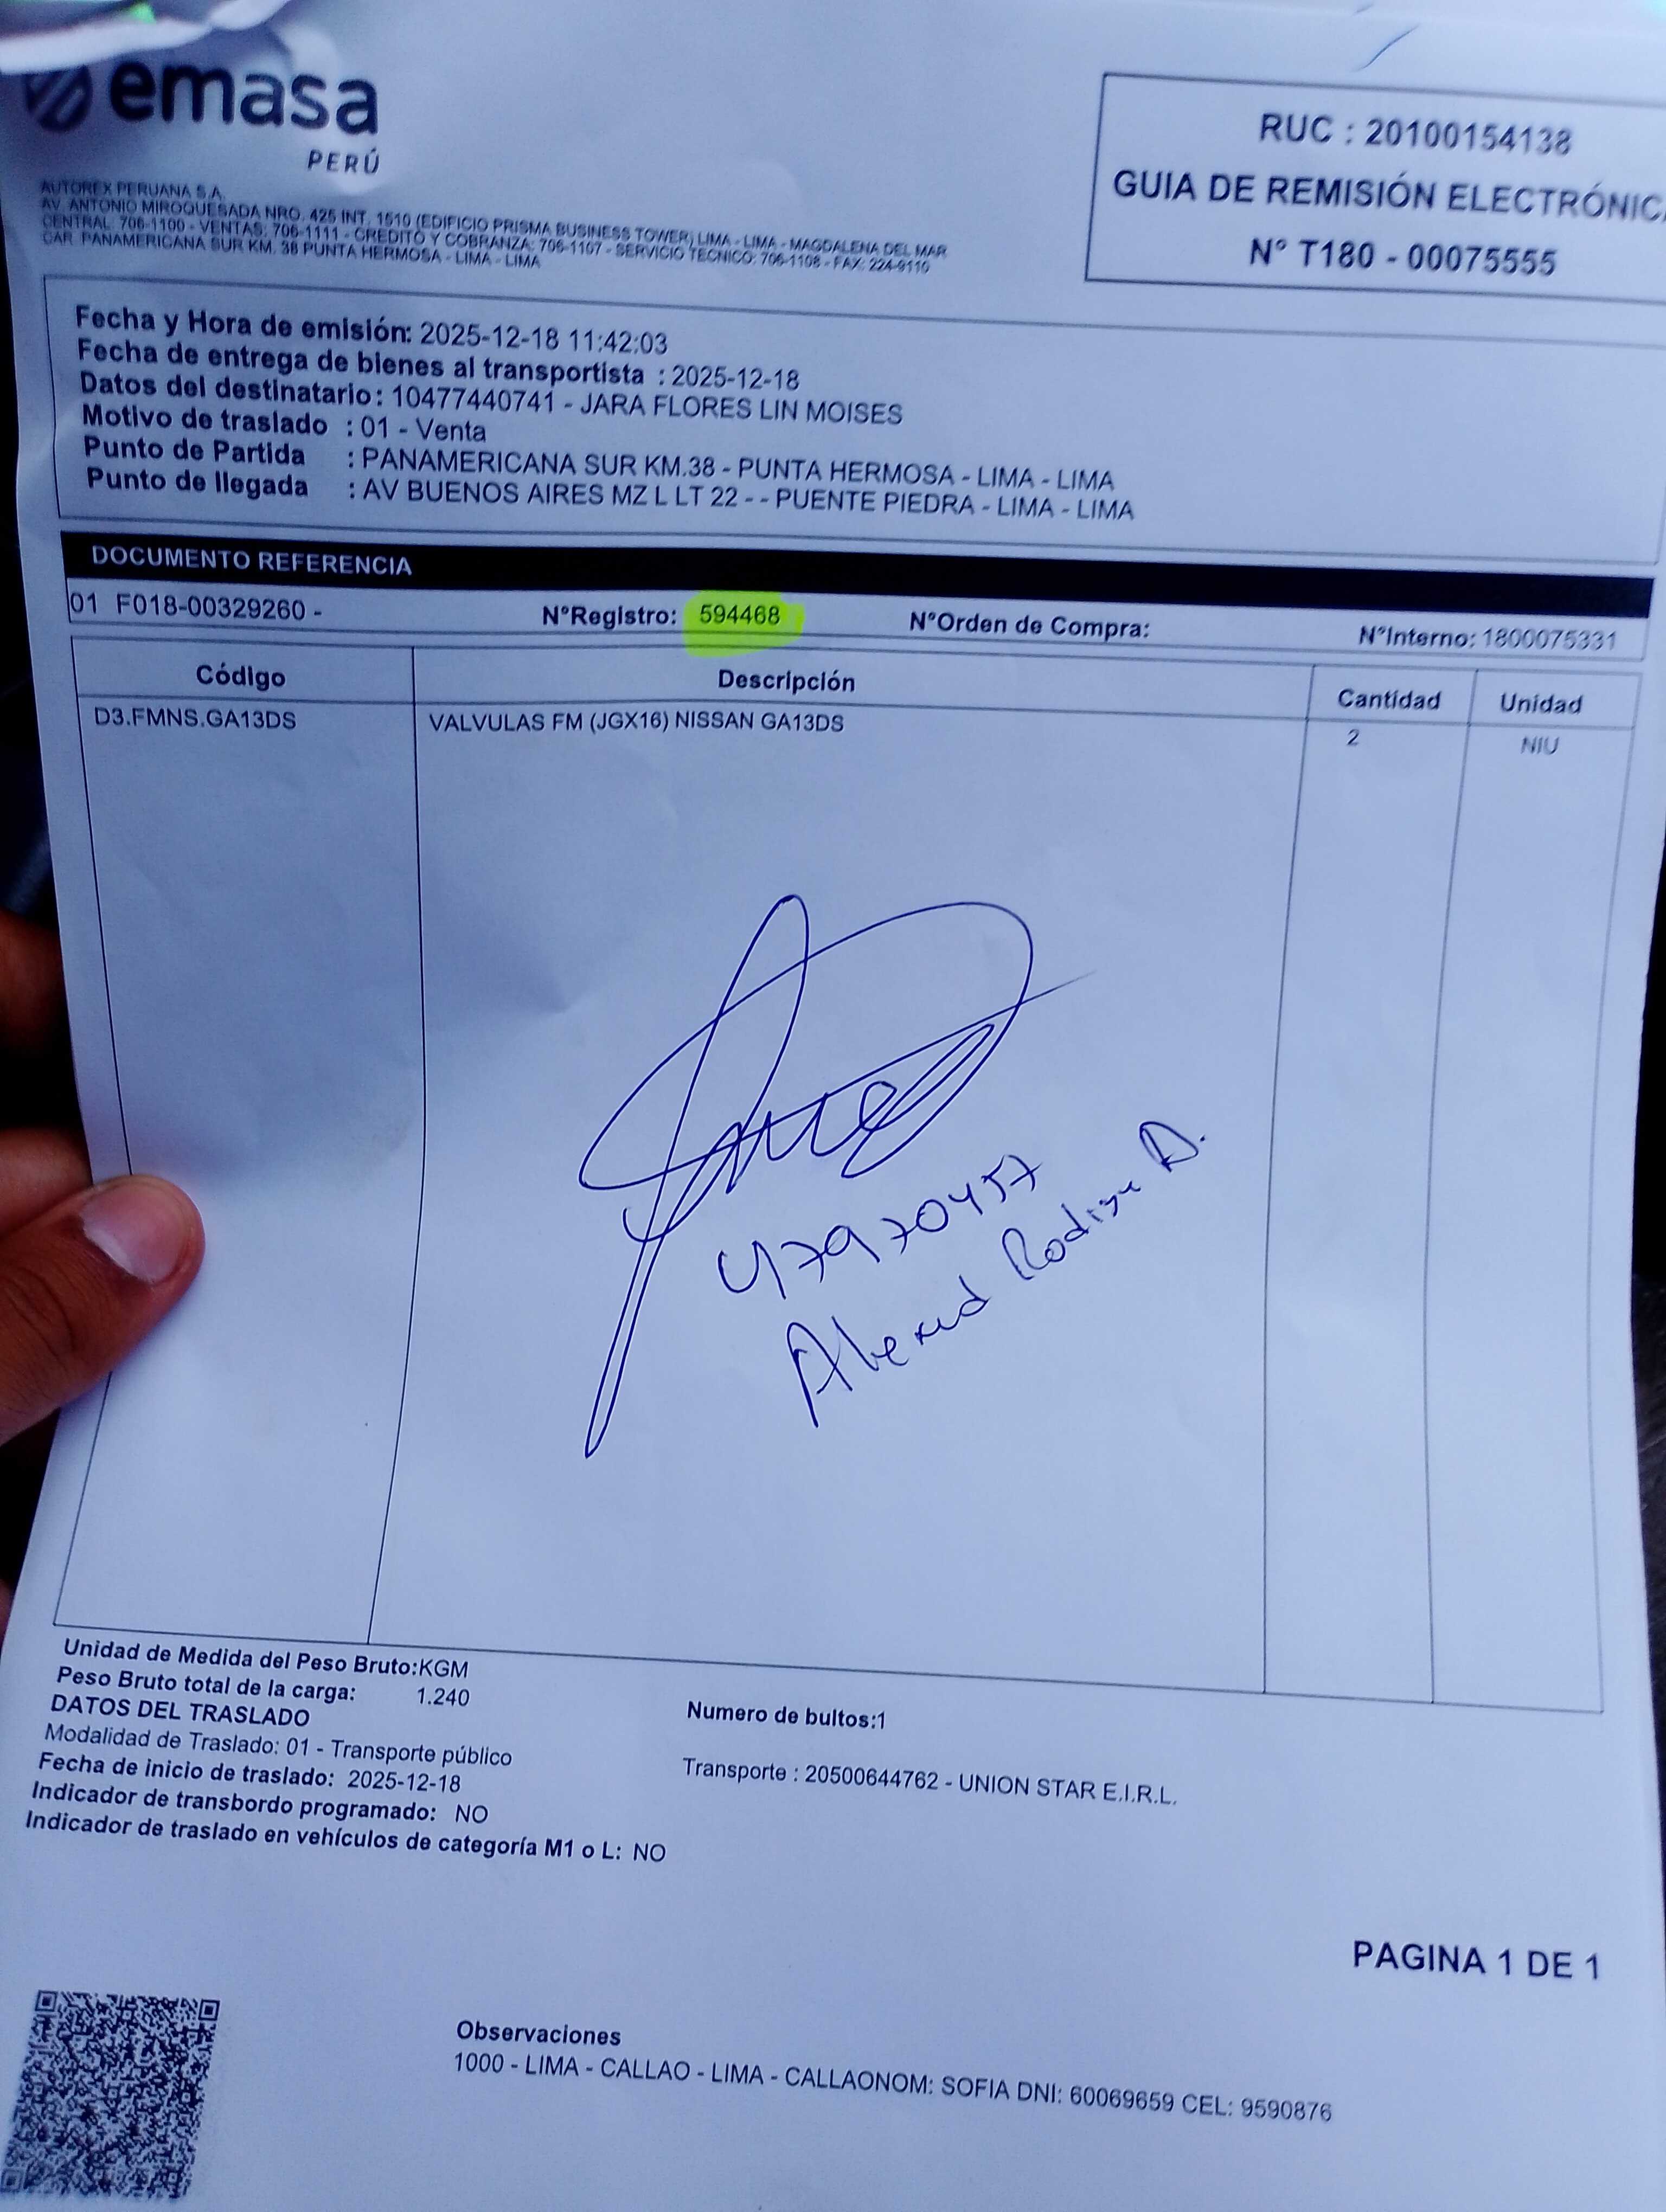 emasa
PERÚ
RUC : 20100154138
GUIA DE REMISIÓN ELECTRÓNIC
N° T180 - 00075555
AUTOREX PERUANA S.A.
AV. ANTONIO MIROQUESADA NRO. 425 INT. 1510 (EDIFICIO PRISMA BUSINESS TOWER) LIMA - LIMA - MAGDALENA DEL MAR
CENTRAL: 706-1100 - VENTAS: 706-1111 - CREDITO Y COBRANZA: 706-1107 - SERVICIO TECNICO: 706-1108 - FAX: 224-9110
CAR. PANAMERICANA SUR KM. 38 PUNTA HERMOSA - LIMA - LIMA
Fecha y Hora de emisión: 2025-12-18 11:42:03
Fecha de entrega de bienes al transportista : 2025-12-18
Datos del destinatario: 10477440741 - JARA FLORES LIN MOISES
Motivo de traslado : 01 - Venta
Punto de Partida : PANAMERICANA SUR KM.38 - PUNTA HERMOSA - LIMA - LIMA
Punto de llegada : AV BUENOS AIRES MZ L LT 22 - - PUENTE PIEDRA - LIMA - LIMA
DOCUMENTO REFERENCIA
01 F018-00329260 - N°Registro: 594468 N°Orden de Compra: N°Interno: 1800075331
Código Descripción Cantidad Unidad
D3.FMNS.GA13DS VALVULAS FM (JGX16) NISSAN GA13DS 2 NIU
47970457
Unidad de Medida del Peso Bruto:KGM
Peso Bruto total de la carga: 1.240
Numero de bultos:1
DATOS DEL TRASLADO
Modalidad de Traslado: 01 - Transporte público
Transporte : 20500644762 - UNION STAR E.I.R.L.
Fecha de inicio de traslado: 2025-12-18
Indicador de transbordo programado: NO
Indicador de traslado en vehículos de categoría M1 o L: NO
PAGINA 1 DE 1
Observaciones
1000 - LIMA - CALLAO - LIMA - CALLAONOM: SOFIA DNI: 60069659 CEL: 9590876